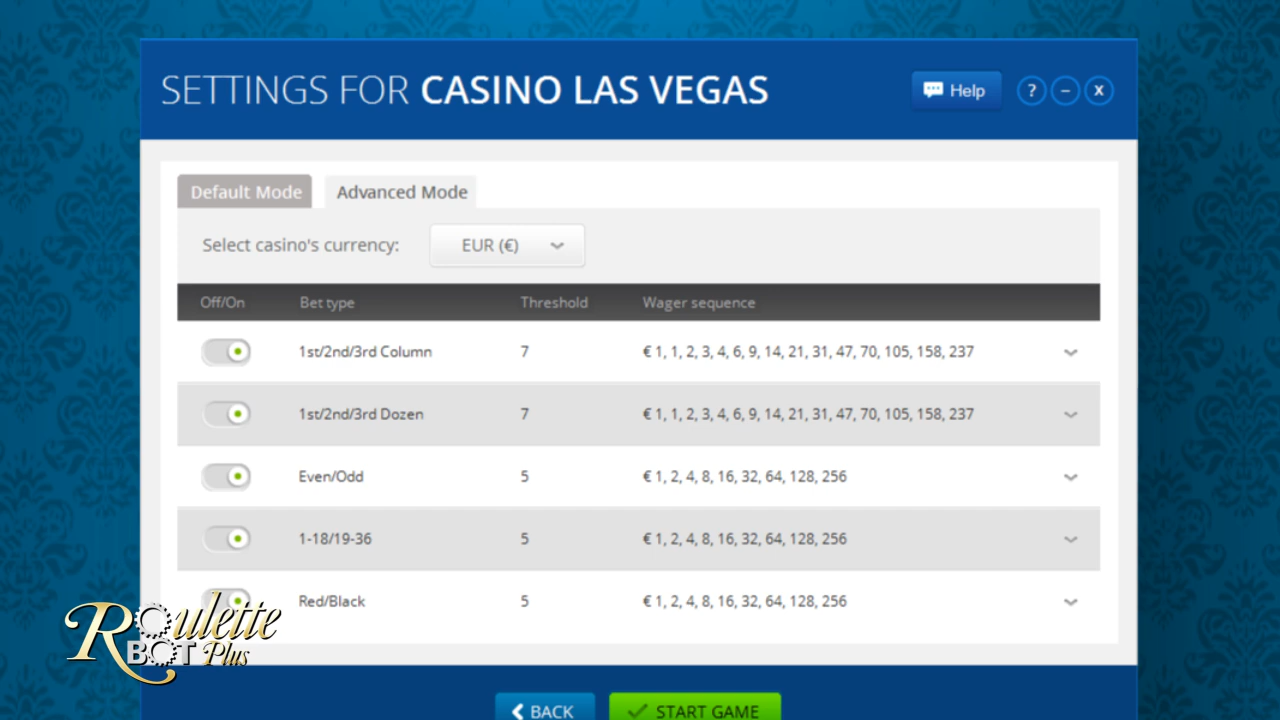 SETTINGS FOR CASINO LAS VEGAS
Help ? – x
Default Mode Advanced Mode
Select casino's currency: EUR (€)
Off/On Bet type Threshold Wager sequence
1st/2nd/3rd Column 7 € 1, 1, 2, 3, 4, 6, 9, 14, 21, 31, 47, 70, 105, 158, 237
1st/2nd/3rd Dozen 7 € 1, 1, 2, 3, 4, 6, 9, 14, 21, 31, 47, 70, 105, 158, 237
Even/Odd 5 € 1, 2, 4, 8, 16, 32, 64, 128, 256
1-18/19-36 5 € 1, 2, 4, 8, 16, 32, 64, 128, 256
Red/Black 5 € 1, 2, 4, 8, 16, 32, 64, 128, 256
Roulette
BOT Plus
BACK START GAME